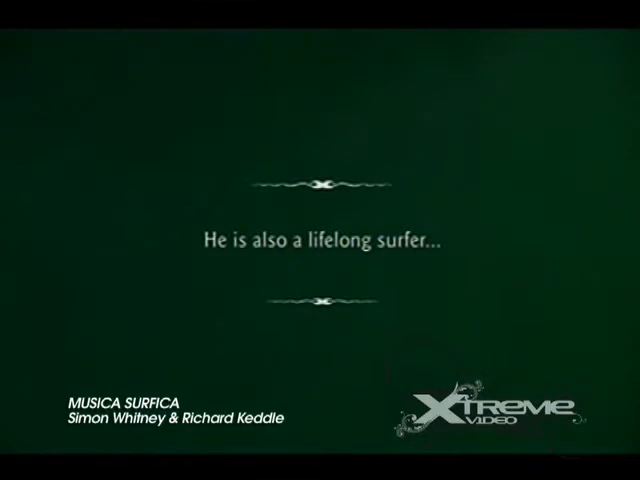 He is also a lifelong surfer...
MUSICA SURFICA
Simon Whitney & Richard Keddle
XTREME
VIDEO